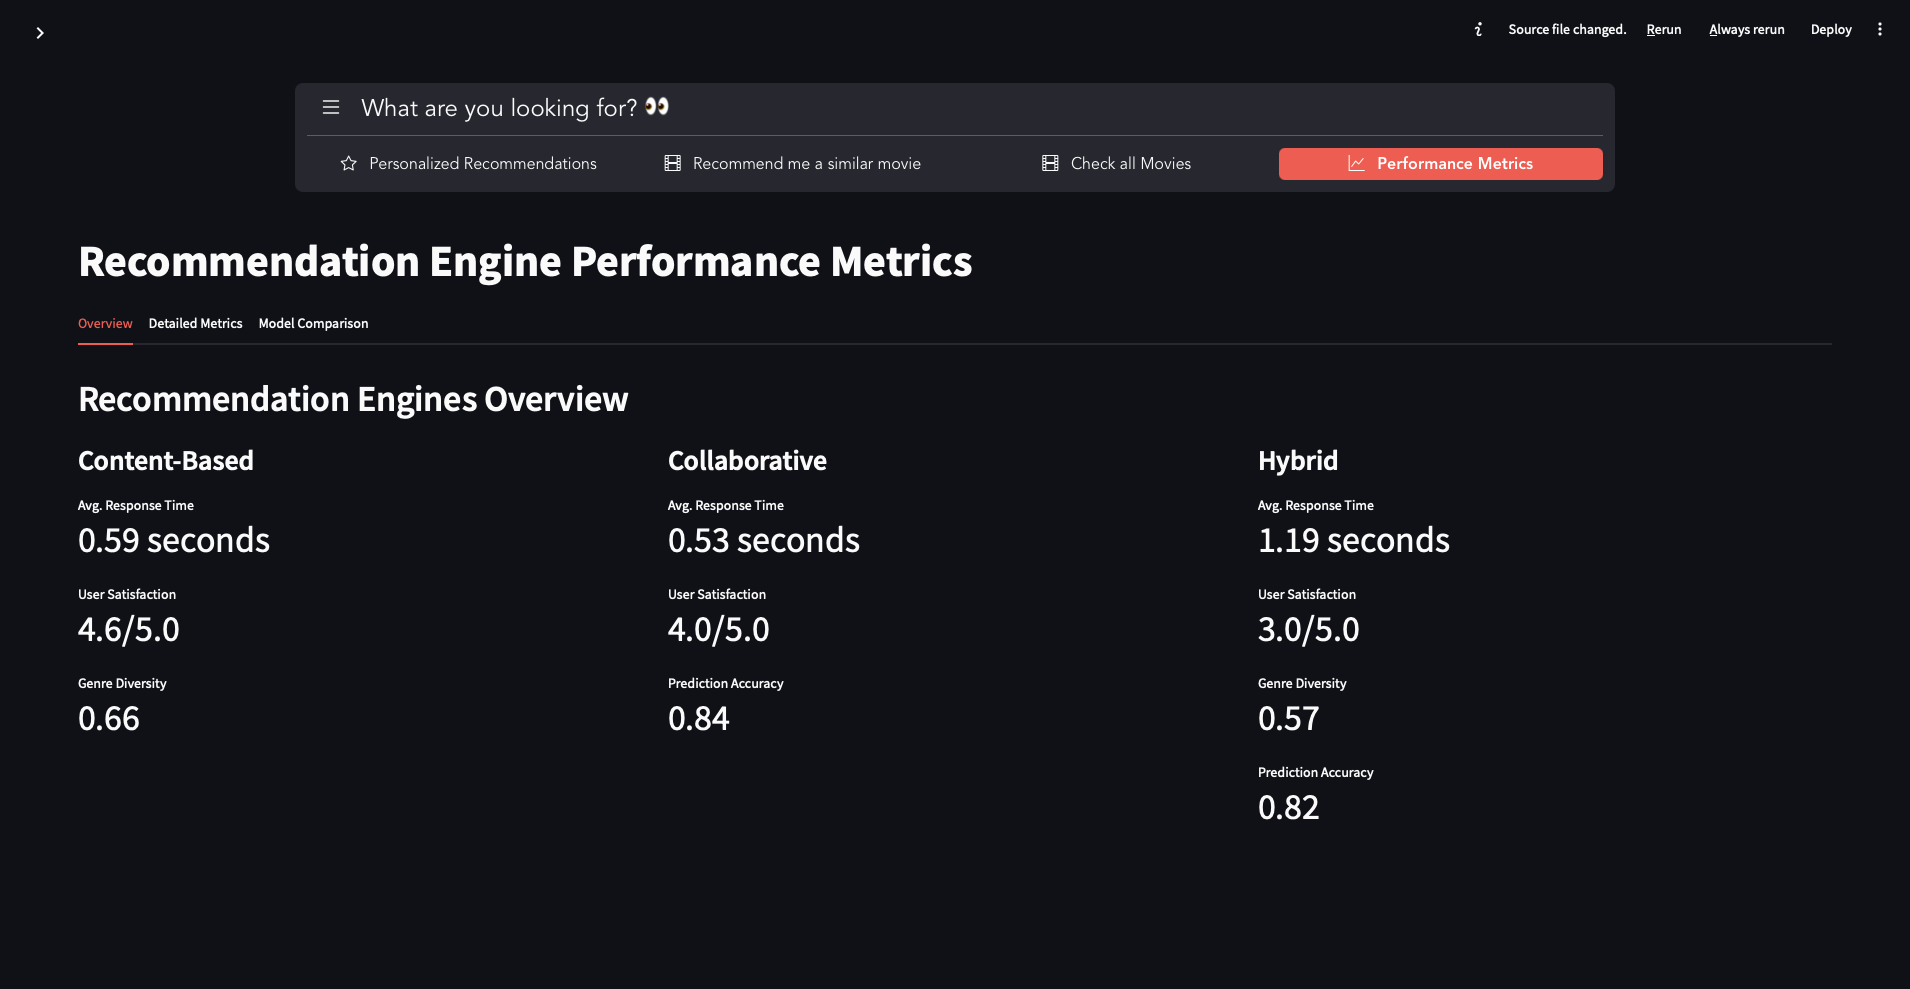 Source file changed. Rerun Always rerun Deploy
What are you looking for? 👀
Personalized Recommendations Recommend me a similar movie Check all Movies Performance Metrics
Recommendation Engine Performance Metrics
Overview Detailed Metrics Model Comparison
Recommendation Engines Overview
Content-Based Collaborative Hybrid
Avg. Response Time Avg. Response Time Avg. Response Time
0.59 seconds 0.53 seconds 1.19 seconds
User Satisfaction User Satisfaction User Satisfaction
4.6/5.0 4.0/5.0 3.0/5.0
Genre Diversity Prediction Accuracy Genre Diversity
0.66 0.84 0.57
Prediction Accuracy
0.82